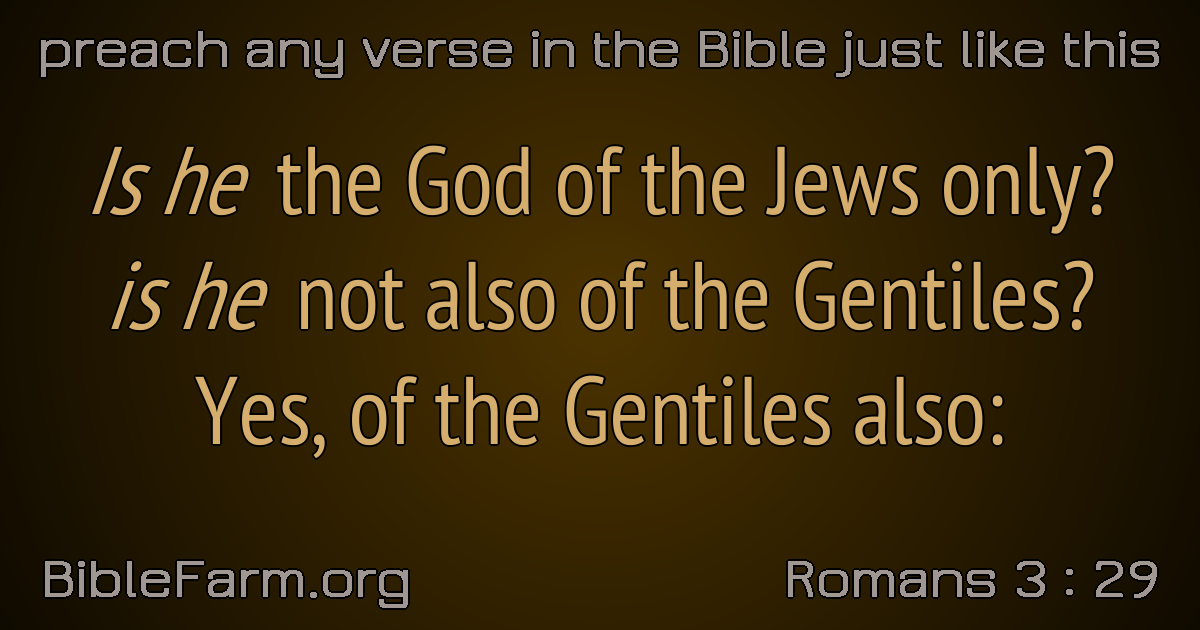 preach any verse in the Bible just like this
Is he the God of the Jews only?
is he not also of the Gentiles?
Yes, of the Gentiles also:
BibleFarm.org
Romans 3 : 29